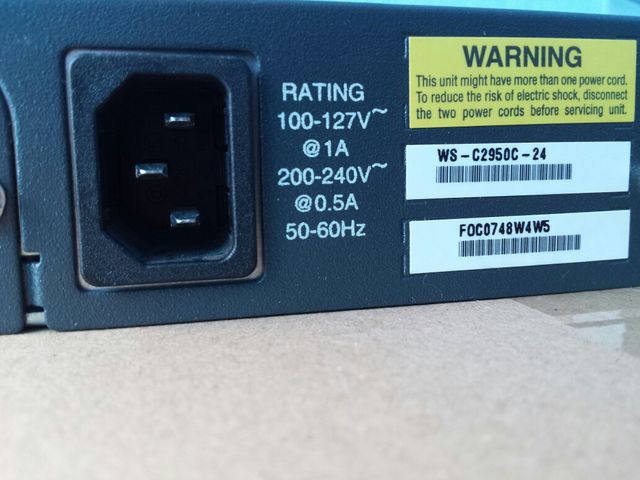 RATING
100-127V~
@1A
200-240V~
@0.5A
50-60Hz
WARNING
This unit might have more than one power cord.
To reduce the risk of electric shock, disconnect
the two power cords before servicing unit.
WS-C2950C-24
FOC0748W4W5